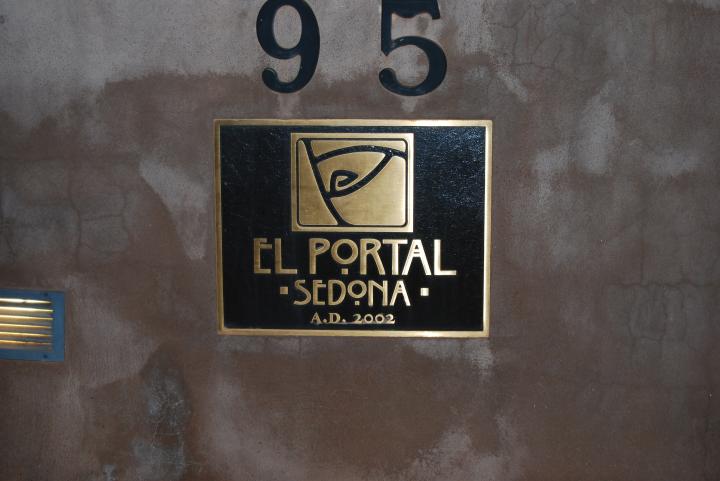 95
EL PORTAL
SEDONA
A.D. 2002